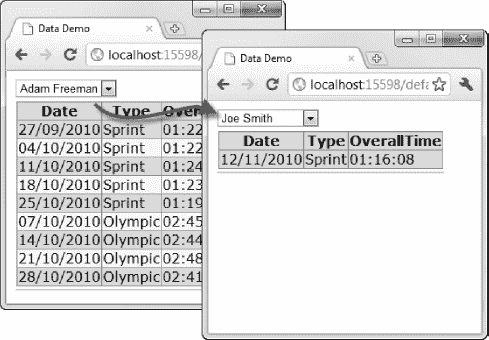 Data Demo
localhost:15598
Adam Freeman
Date Type
27/09/2010 Sprint 01:22
04/10/2010 Sprint 01:22
11/10/2010 Sprint 01:24
18/10/2010 Sprint 01:23
25/10/2010 Sprint 01:19
07/10/2010 Olympic 02:45
14/10/2010 Olympic 02:44
21/10/2010 Olympic 02:48
28/10/2010 Olympic 02:41
Data Demo
localhost:15598/defa
Joe Smith
Date Type OverallTime
12/11/2010 Sprint 01:16:08